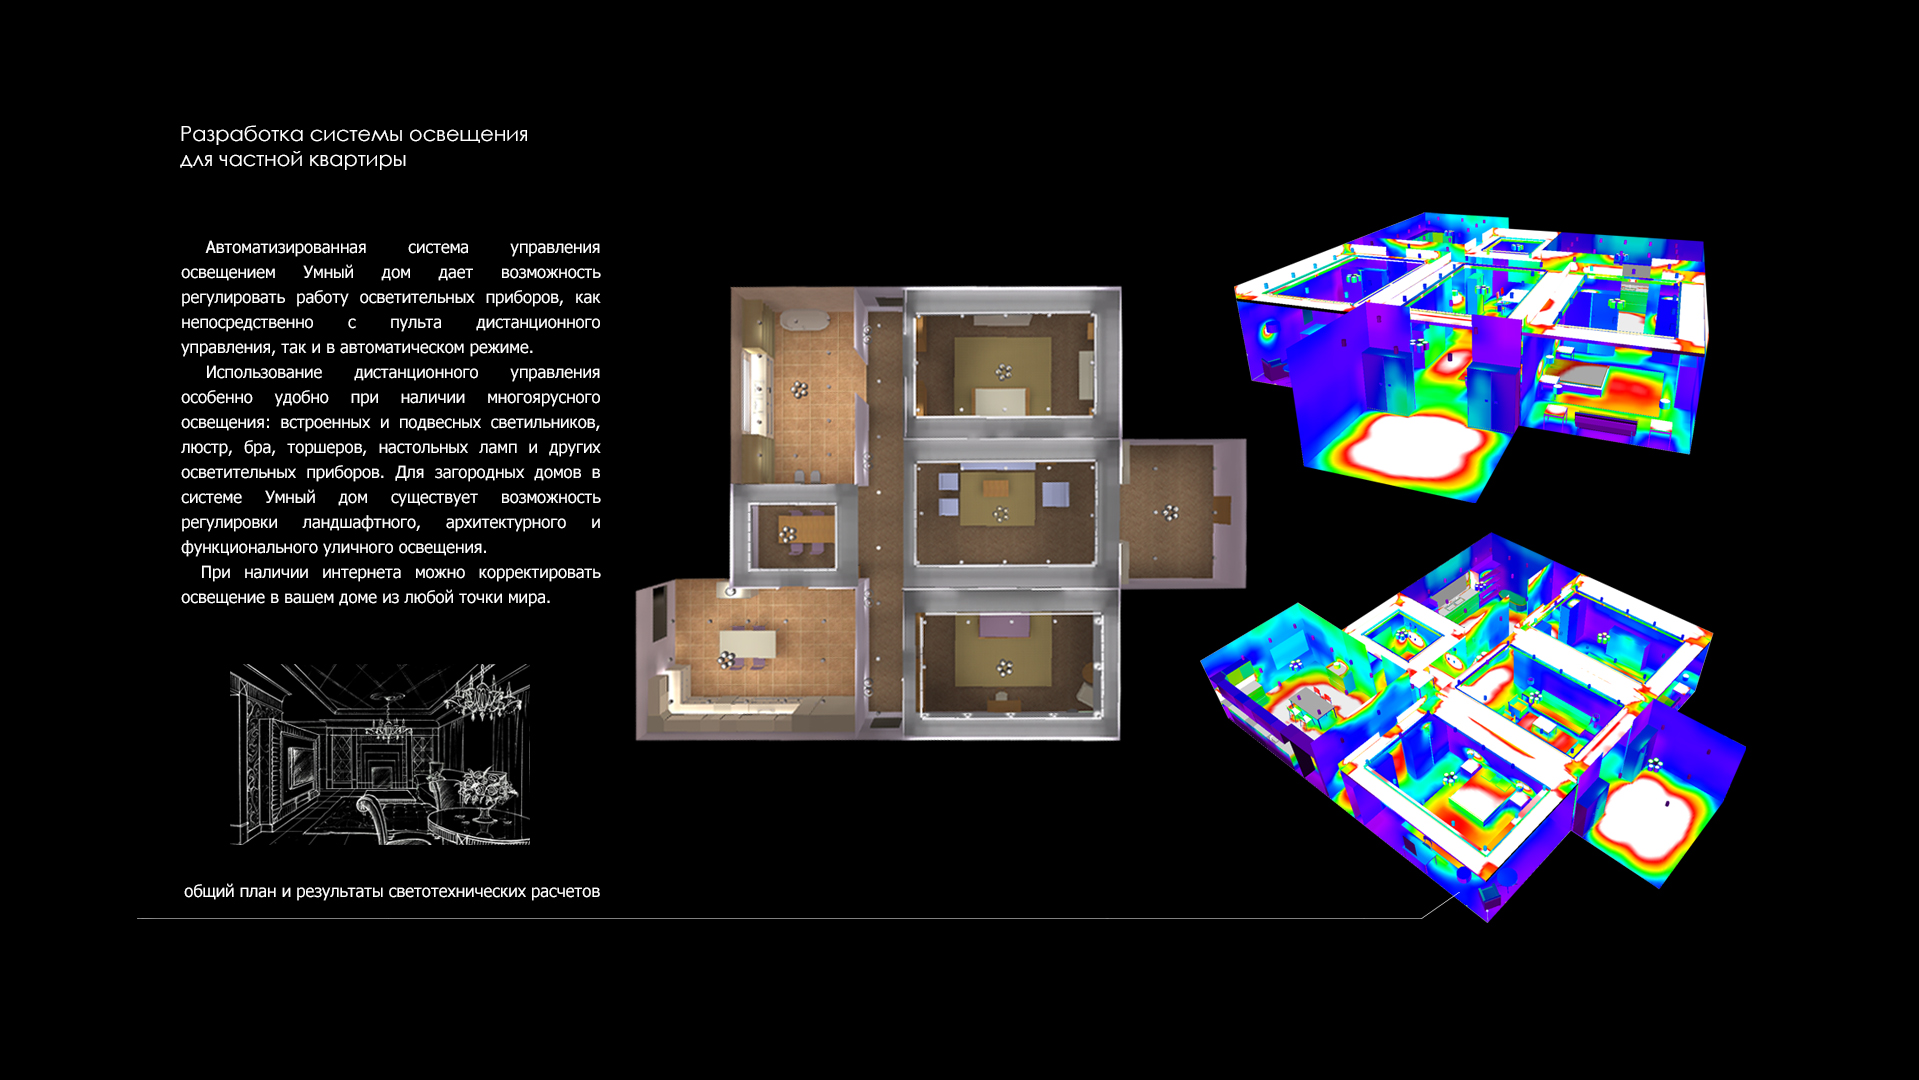 Разработка системы освещения
для частной квартиры
Автоматизированная система управления
освещением Умный дом дает возможность
регулировать работу осветительных приборов, как
непосредственно с пульта дистанционного
управления, так и в автоматическом режиме.
Использование дистанционного управления
особенно удобно при наличии многоярусного
освещения: встроенных и подвесных светильников,
люстр, бра, торшеров, настольных ламп и других
осветительных приборов. Для загородных домов в
системе Умный дом существует возможность
регулировки ландшафтного, архитектурного и
функционального уличного освещения.
При наличии интернета можно корректировать
освещение в вашем доме из любой точки мира.
общий план и результаты светотехнических расчетов